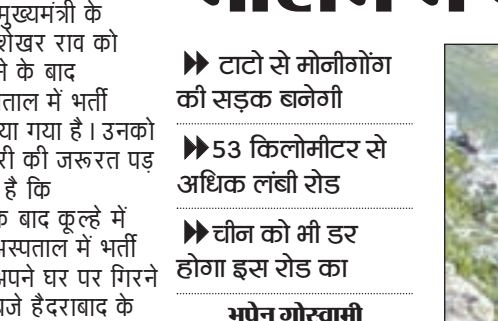 मुख्यमंत्री के
शेखर राव को
के बाद
में भर्ती
गया है। उनको
की जरूरत पड़
है कि
बाद कूल्हे में
अस्पताल में भर्ती
अपने घर पर गिरने
बजे हैदराबाद के
टाटो से मोनीगोंग
की सड़क बनेगी
53 किलोमीटर से
अधिक लंबी रोड
चीन को भी डर
होगा इस रोड का
भूपेन गोस्वामी